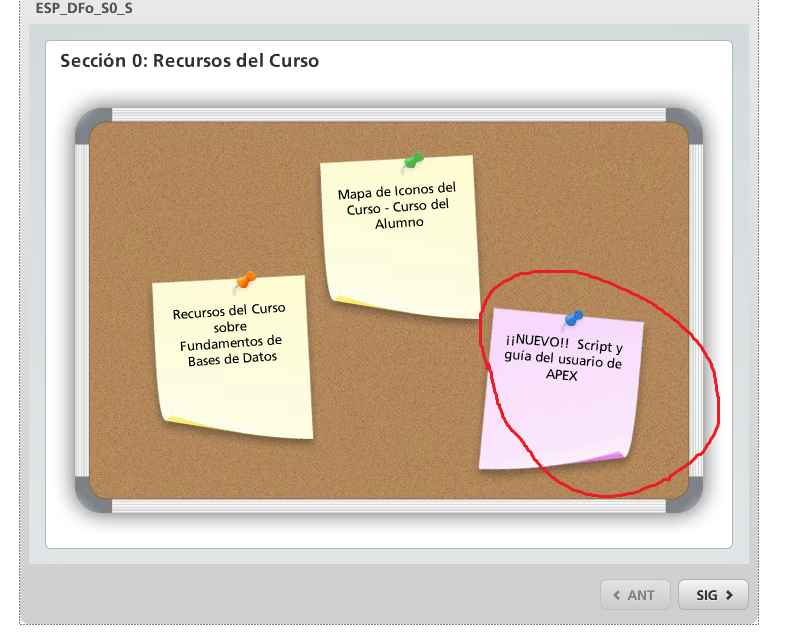 ESP_DFo_S0_S
Sección 0: Recursos del Curso
Mapa de Iconos del
Curso - Curso del
Alumno
Recursos del Curso
sobre
Fundamentos de
Bases de Datos
¡¡NUEVO!! Script y
guía del usuario de
APEX
ANT
SIG